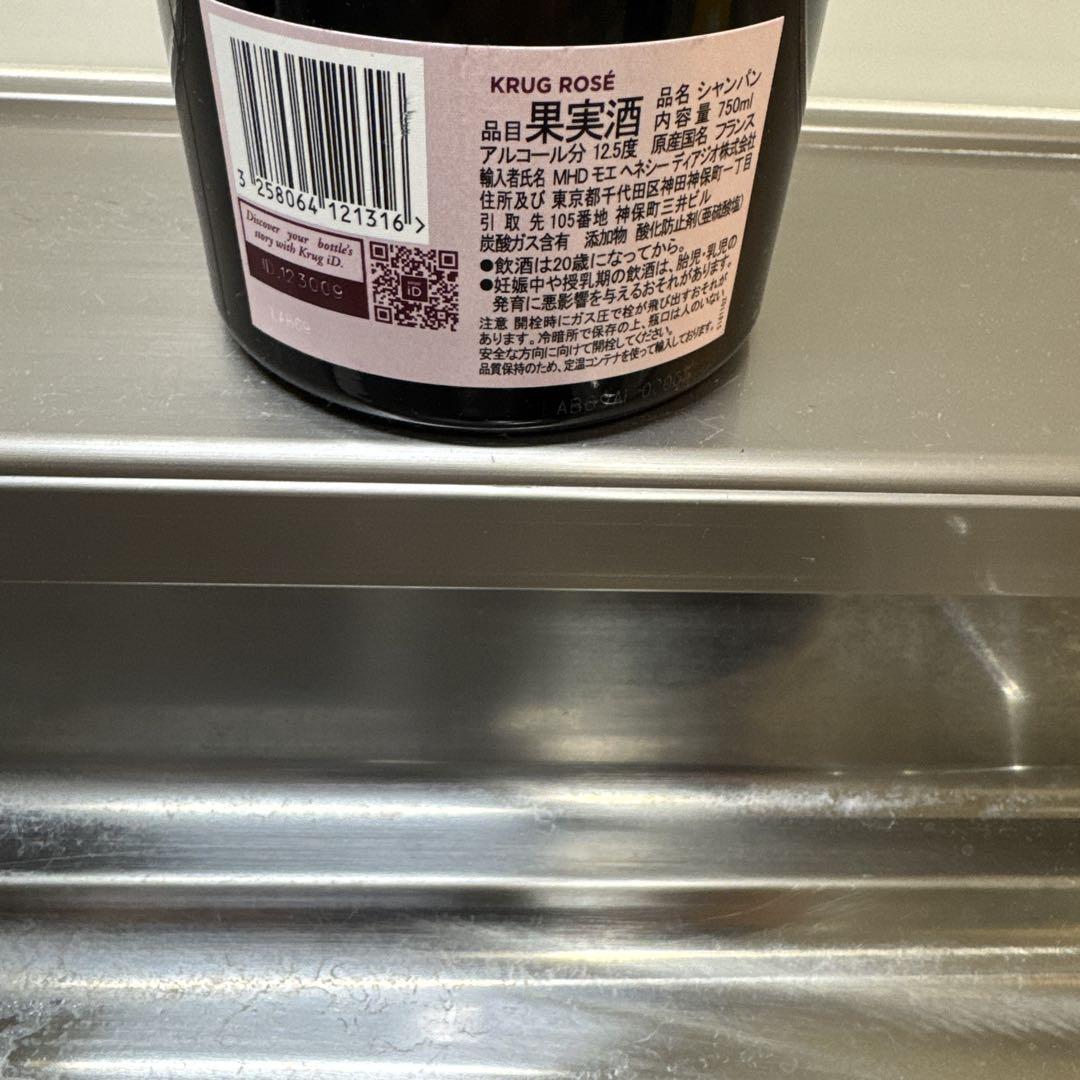 3 258064 121316 >
Discover your bottle's
story with Krug iD.
ID 123009
iD
KRUG ROSÉ
品目 果実酒 品名 シャンパン
内容量 750ml
アルコール分 12.5度 原産国名 フランス
輸入者氏名 MHD モエ ヘネシー ディアジオ株式会社
住所及び 東京都千代田区神田神保町一丁目
引取先 105番地 神保町三井ビル
炭酸ガス含有 添加物 酸化防止剤(亜硫酸塩)
●飲酒は20歳になってから。
●妊娠中や授乳期の飲酒は、胎児・乳児の
発育に悪影響を与えるおそれがあります。
注意 開栓時にガス圧で栓が飛び出すおそれが
あります。冷暗所で保存の上、瓶口は人のいない
安全な方向に向けて開栓してください。
品質保持のため、定温コンテナを使って輸入しております。